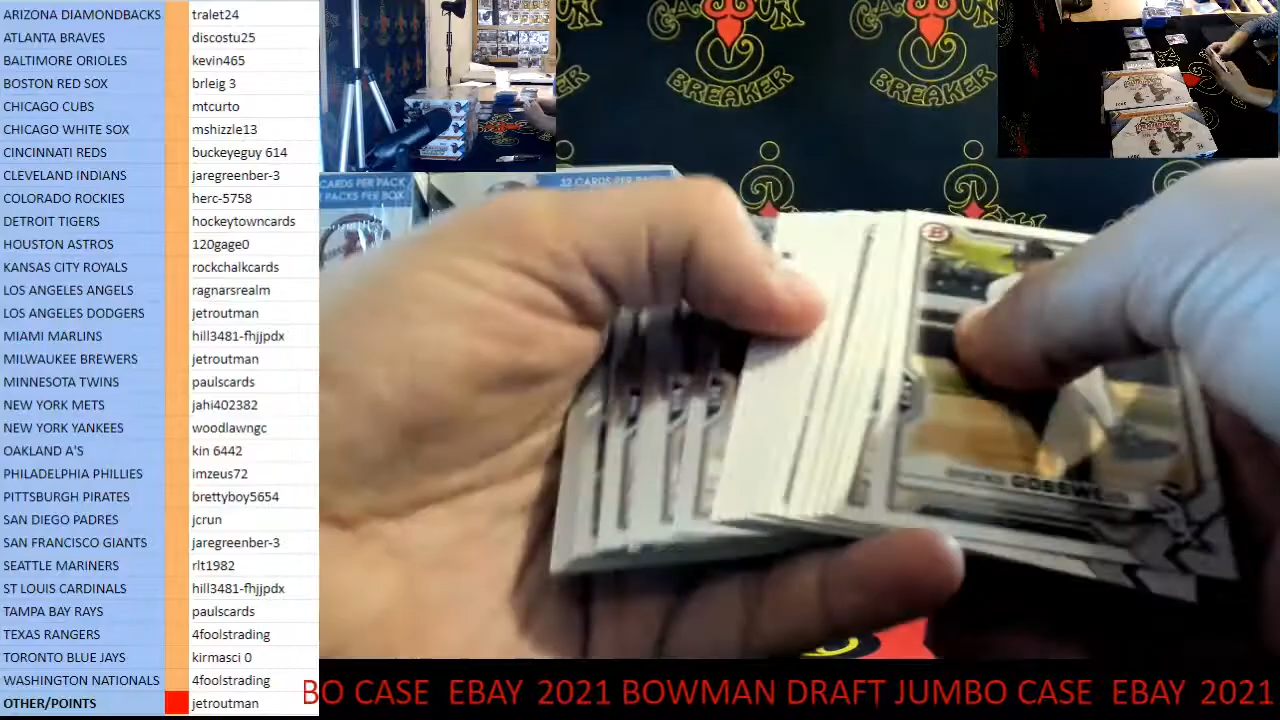 ARIZONA DIAMONDBACKS tralet24
ATLANTA BRAVES discostu25
BALTIMORE ORIOLES kevin465
BOSTON RED SOX brleig 3
CHICAGO CUBS mtcurto
CHICAGO WHITE SOX mshizzle13
CINCINNATI REDS buckeyeguy 614
CLEVELAND INDIANS jaregreenber-3
COLORADO ROCKIES herc-5758
DETROIT TIGERS hockeytowncards
HOUSTON ASTROS 120gage0
KANSAS CITY ROYALS rockchalkcards
LOS ANGELES ANGELS ragnarsrealm
LOS ANGELES DODGERS jetroutman
MIAMI MARLINS hill3481-fhjjpdx
MILWAUKEE BREWERS jetroutman
MINNESOTA TWINS paulscards
NEW YORK METS jahi402382
NEW YORK YANKEES woodlawngc
OAKLAND A'S kin 6442
PHILADELPHIA PHILLIES imzeus72
PITTSBURGH PIRATES brettyboy5654
SAN DIEGO PADRES jcrun
SAN FRANCISCO GIANTS jaregreenber-3
SEATTLE MARINERS rlt1982
ST LOUIS CARDINALS hill3481-fhjjpdx
TAMPA BAY RAYS paulscards
TEXAS RANGERS 4foolstrading
TORONTO BLUE JAYS kirmasci 0
WASHINGTON NATIONALS 4foolstrading
OTHER/POINTS jetroutman
BREAKER
BREAKER
CARDS PER PACK
PACKS PER BOX
32 CARDS PER PACK
B
BO CASE EBAY 2021 BOWMAN DRAFT JUMBO CASE EBAY 2021